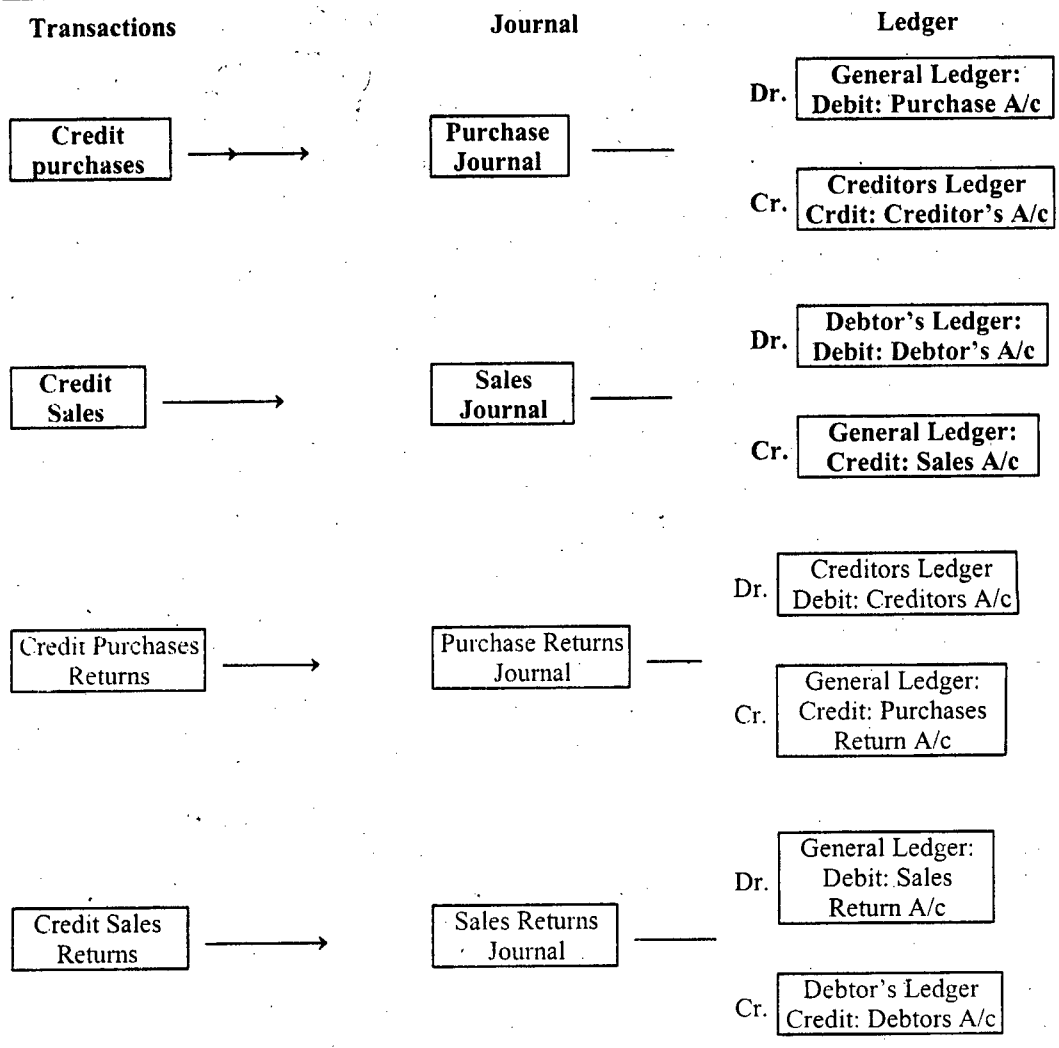 Transactions
Journal
Ledger
Dr.
General Ledger:
Debit: Purchase A/c
Credit
purchases
Purchase
Journal
Cr.
Creditors Ledger
Crdit: Creditor's A/c
Dr.
Debtor's Ledger:
Debit: Debtor's A/c
Credit
Sales
Sales
Journal
Cr.
General Ledger:
Credit: Sales A/c
Dr.
Creditors Ledger
Debit: Creditors A/c
Credit Purchases
Returns
Purchase Returns
Journal
Cr.
General Ledger:
Credit: Purchases
Return A/c
Dr.
General Ledger:
Debit: Sales
Return A/c
Credit Sales
Returns
Sales Returns
Journal
Cr.
Debtor's Ledger
Credit: Debtors A/c